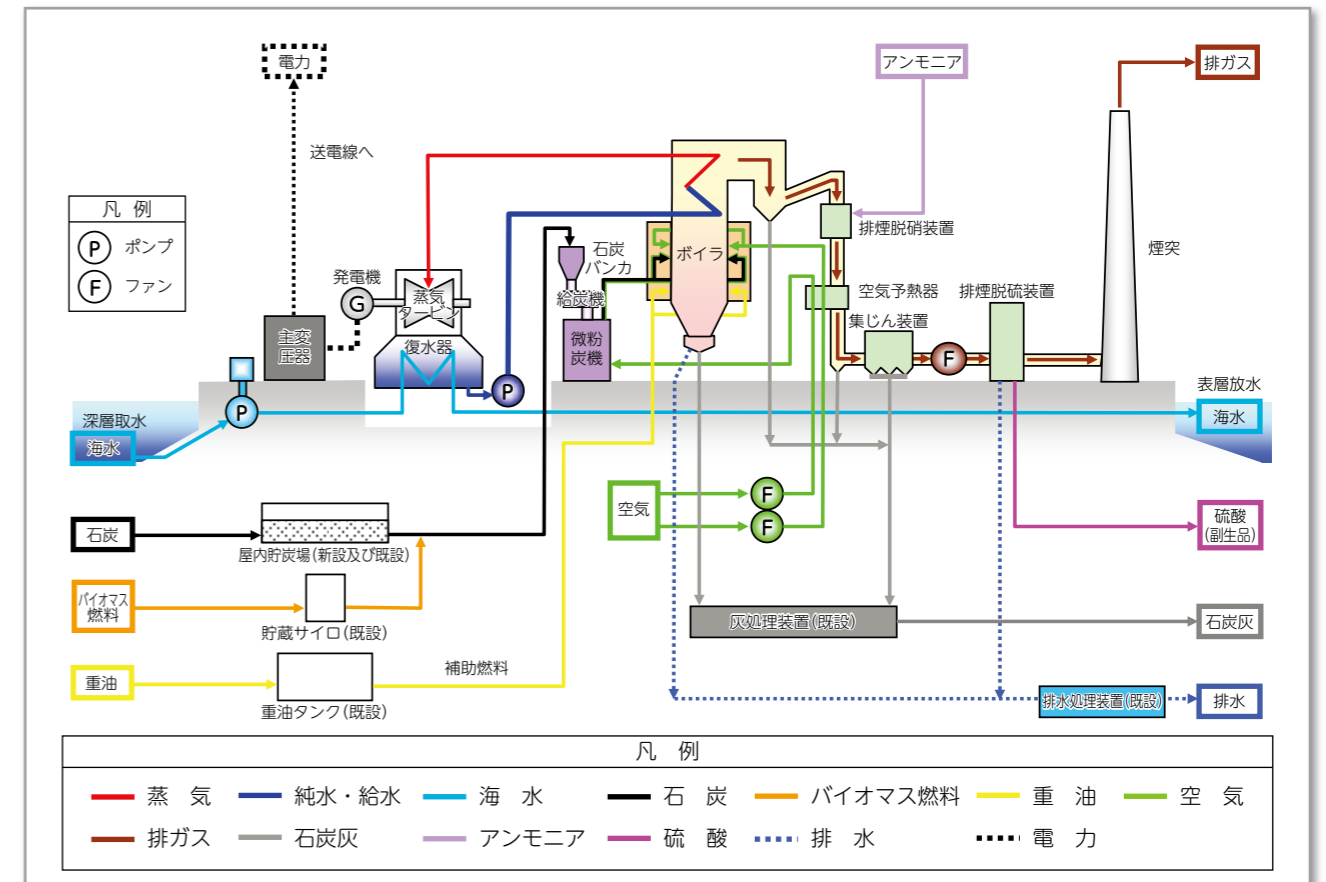 電力
アンモニア
排ガス
送電線へ
凡 例
P ポンプ
F ファン
発電機
G
蒸気
タービン
復水器
主変
圧器
P
P
石炭
バンカ
給炭機
微粉
炭機
ボイラ
排煙脱硝装置
空気予熱器
集じん装置
排煙脱硫装置
F
煙突
深層取水
海水
表層放水
海水
石炭
屋内貯炭場(新設及び既設)
空気
F
F
硫酸
(副生品)
バイオマス
燃料
貯蔵サイロ(既設)
灰処理装置(既設)
石炭灰
重油
重油タンク(既設)
補助燃料
排水処理装置(既設)
排水
凡 例
蒸 気 純水・給水 海 水 石 炭 バイオマス燃料 重 油 空 気
排ガス 石炭灰 アンモニア 硫 酸 排 水 電 力